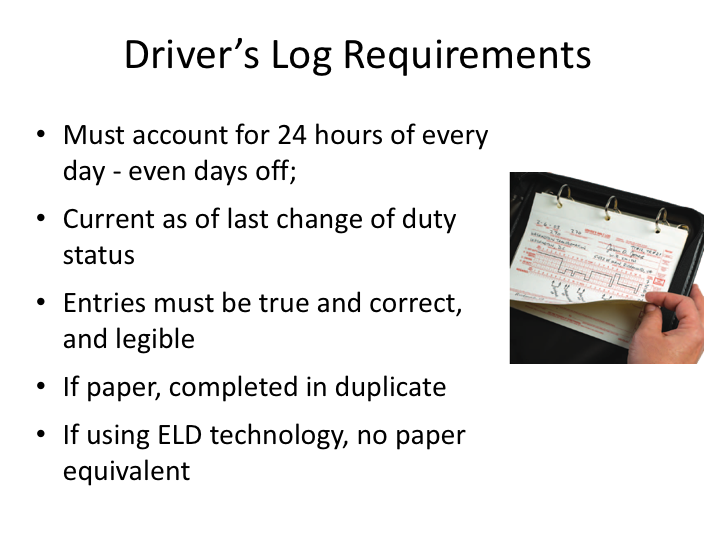 Driver’s Log Requirements
• Must account for 24 hours of every
day - even days off;
• Current as of last change of duty
status
• Entries must be true and correct,
and legible
• If paper, completed in duplicate
• If using ELD technology, no paper
equivalent